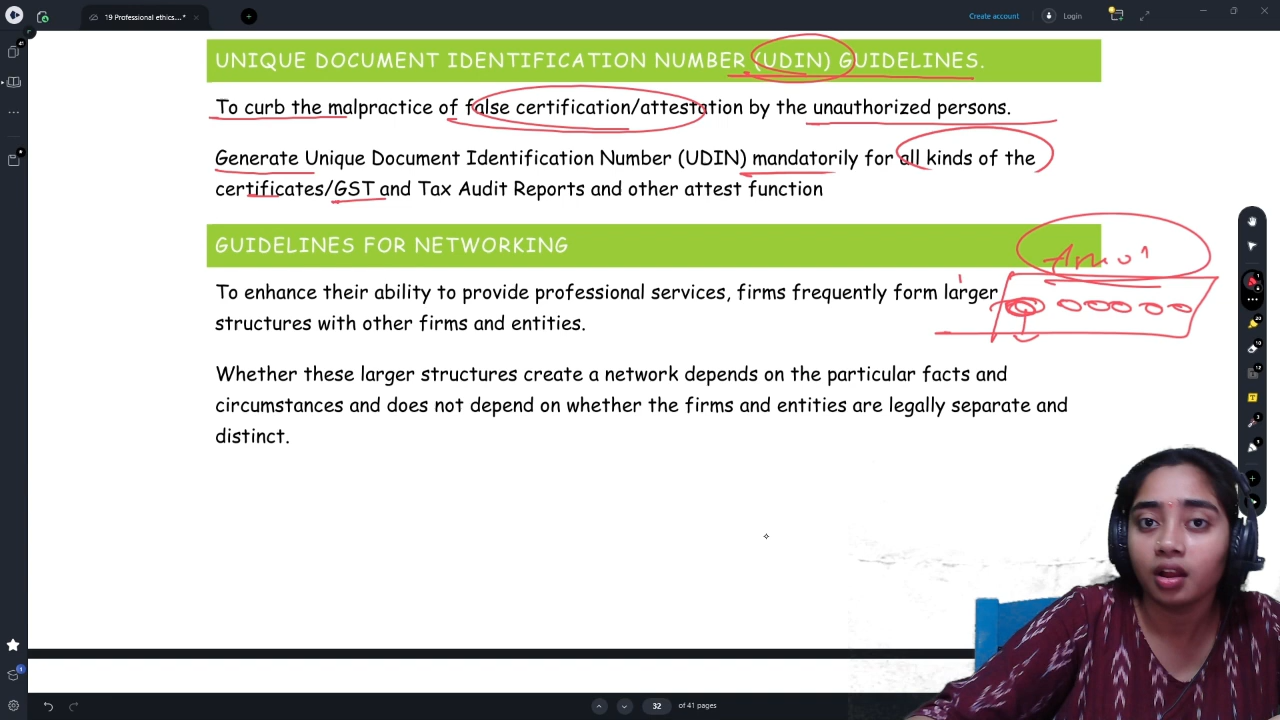 19 Professional ethics....*
Create account
Login
UNIQUE DOCUMENT IDENTIFICATION NUMBER (UDIN) GUIDELINES.
To curb the malpractice of false certification/attestation by the unauthorized persons.
Generate Unique Document Identification Number (UDIN) mandatorily for all kinds of the
certificates/GST and Tax Audit Reports and other attest function
GUIDELINES FOR NETWORKING
To enhance their ability to provide professional services, firms frequently form larger
structures with other firms and entities.
Whether these larger structures create a network depends on the particular facts and
circumstances and does not depend on whether the firms and entities are legally separate and
distinct.
32 of 41 pages